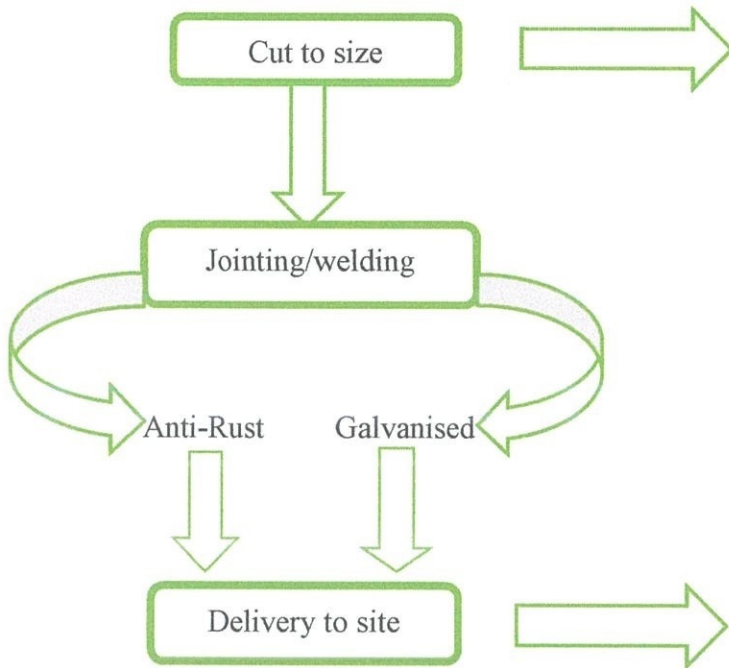 Cut to size
Jointing/welding
Anti-Rust
Galvanised
Delivery to site